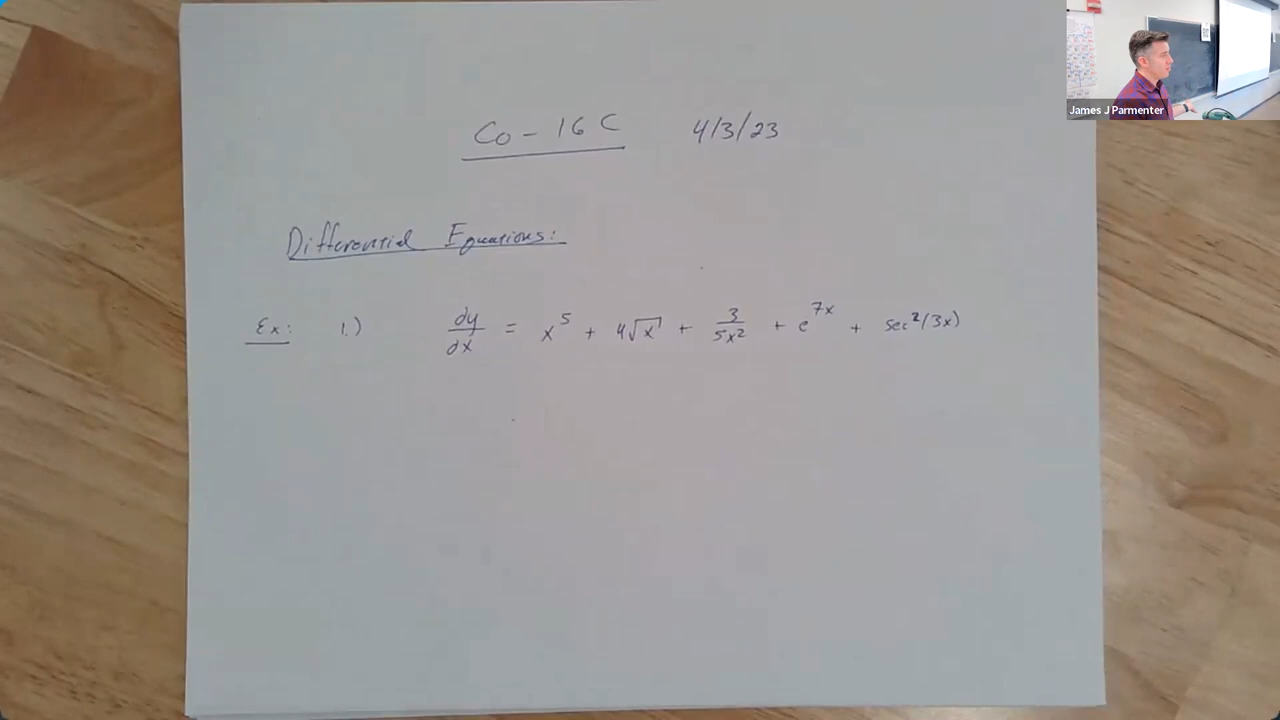 James J Parmenter
Co - 16 C 4/3/23
Differential Equations:
Ex: 1.) dy/dx = x^5 + 4√x + 3/(5x^2) + e^(7x) + sec^2(3x)